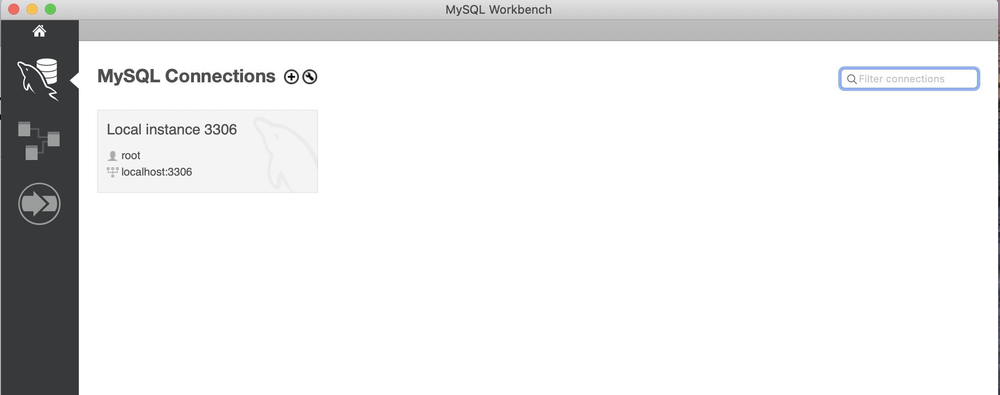 MySQL Workbench
MySQL Connections
Filter connections
Local instance 3306
root
localhost:3306